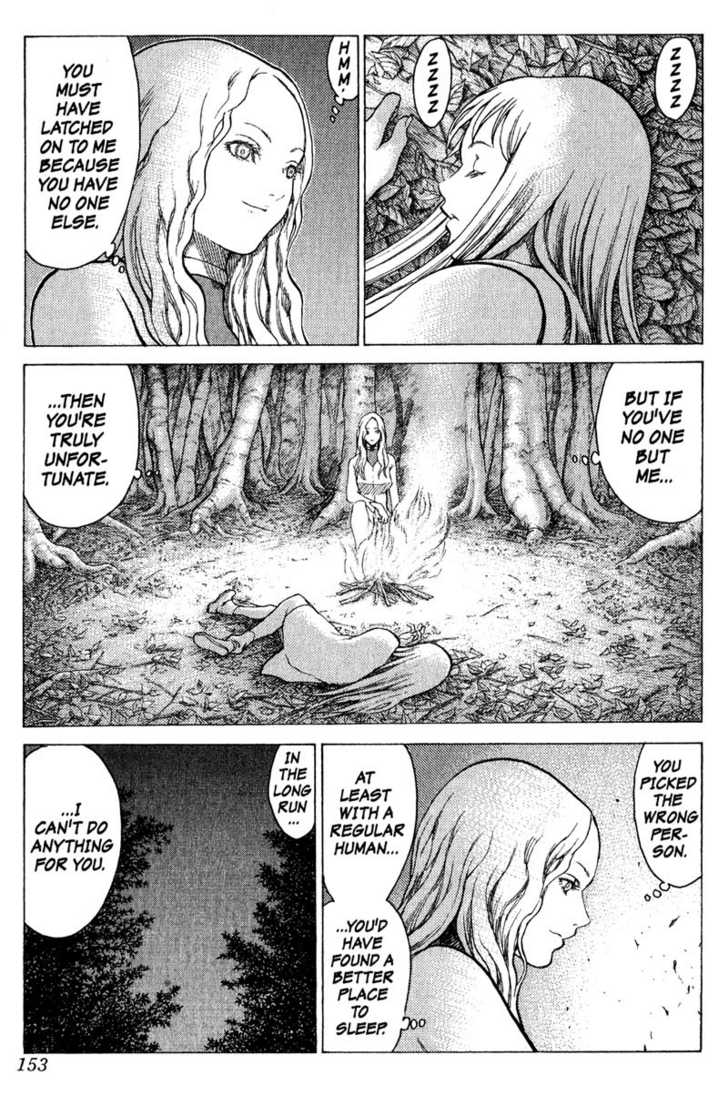 ZZZZ
ZZZZ
HMM.
YOU
MUST
HAVE
LATCHED
ON TO ME
BECAUSE
YOU HAVE
NO ONE
ELSE.
BUT IF
YOU'VE
NO ONE
BUT
ME...
...THEN
YOU'RE
TRULY
UNFOR-
TUNATE.
YOU
PICKED
THE
WRONG
PER-
SON.
AT
LEAST
WITH A
REGULAR
HUMAN...
...YOU'D
HAVE
FOUND A
BETTER
PLACE
TO
SLEEP.
IN
THE
LONG
RUN
...
...I
CAN'T DO
ANYTHING
FOR YOU.
153